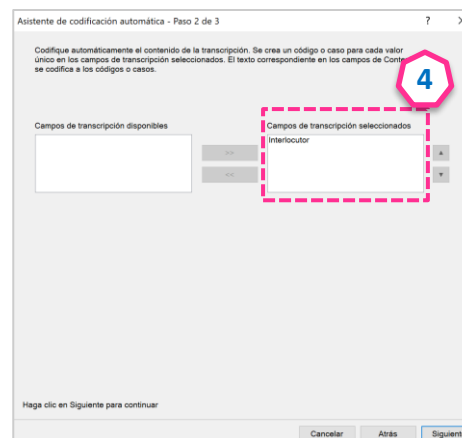 Asistente de codificación automática - Paso 2 de 3 ?
Codifique automáticamente el contenido de la transcripción. Se crea un código o caso para cada valor
único en los campos de transcripción seleccionados. El texto correspondiente en los campos de Conte
se codifica a los códigos o casos.
4
Campos de transcripción disponibles Campos de transcripción seleccionados
Interlocutor
>>
<<
Haga clic en Siguiente para continuar
Cancelar Atrás Siguient